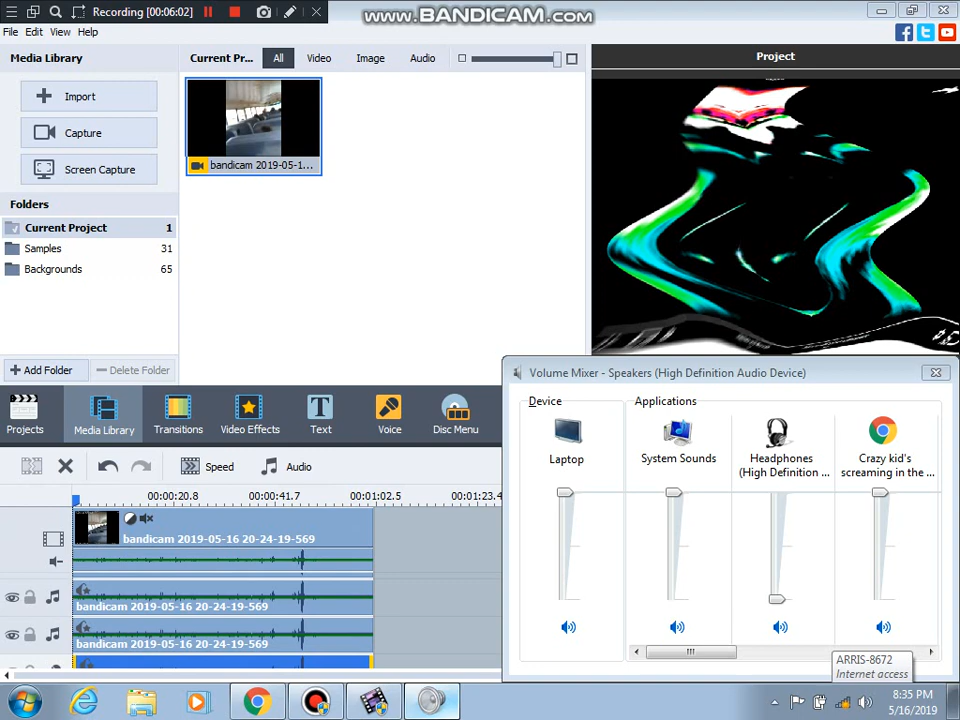 Recording [00:06:02]
WWW.BANDICAM.COM
File Edit View Help
Media Library
Current Pr... All Video Image Audio
Project
Import
Capture
Screen Capture
bandicam 2019-05-1...
Folders
Current Project 1
Samples 31
Backgrounds 65
Add Folder Delete Folder
Projects Media Library Transitions Video Effects Text Voice Disc Menu
Speed Audio
00:00:20.8 00:00:41.7 00:01:02.5 00:01:23.4
bandicam 2019-05-16 20-24-19-569
bandicam 2019-05-16 20-24-19-569
bandicam 2019-05-16 20-24-19-569
Volume Mixer - Speakers (High Definition Audio Device)
Device Applications
Laptop
System Sounds
Headphones
(High Definition ...
Crazy kid's
screaming in the ...
ARRIS-8672
Internet access
8:35 PM
5/16/2019